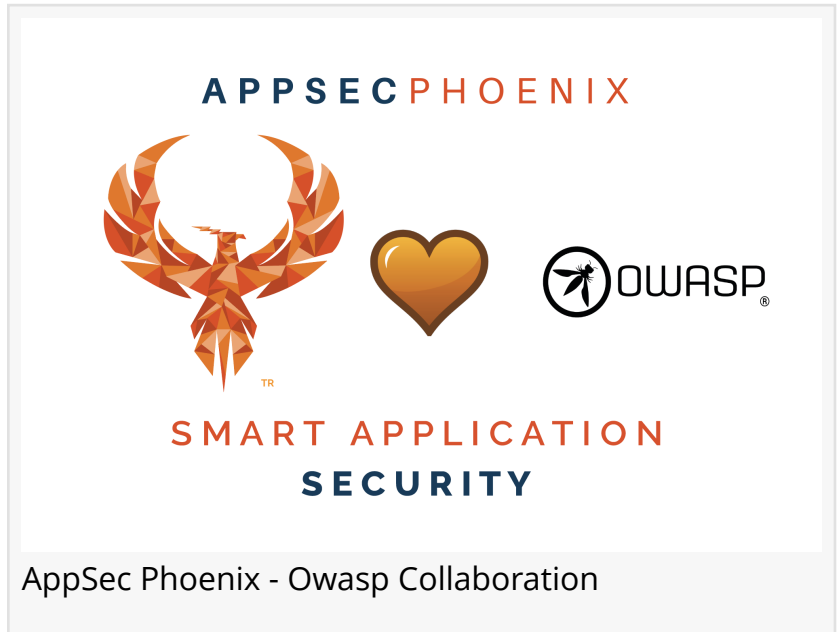 APPSECPHOENIX
TR
OWASP®
SMART APPLICATION
SECURITY
AppSec Phoenix - Owasp Collaboration